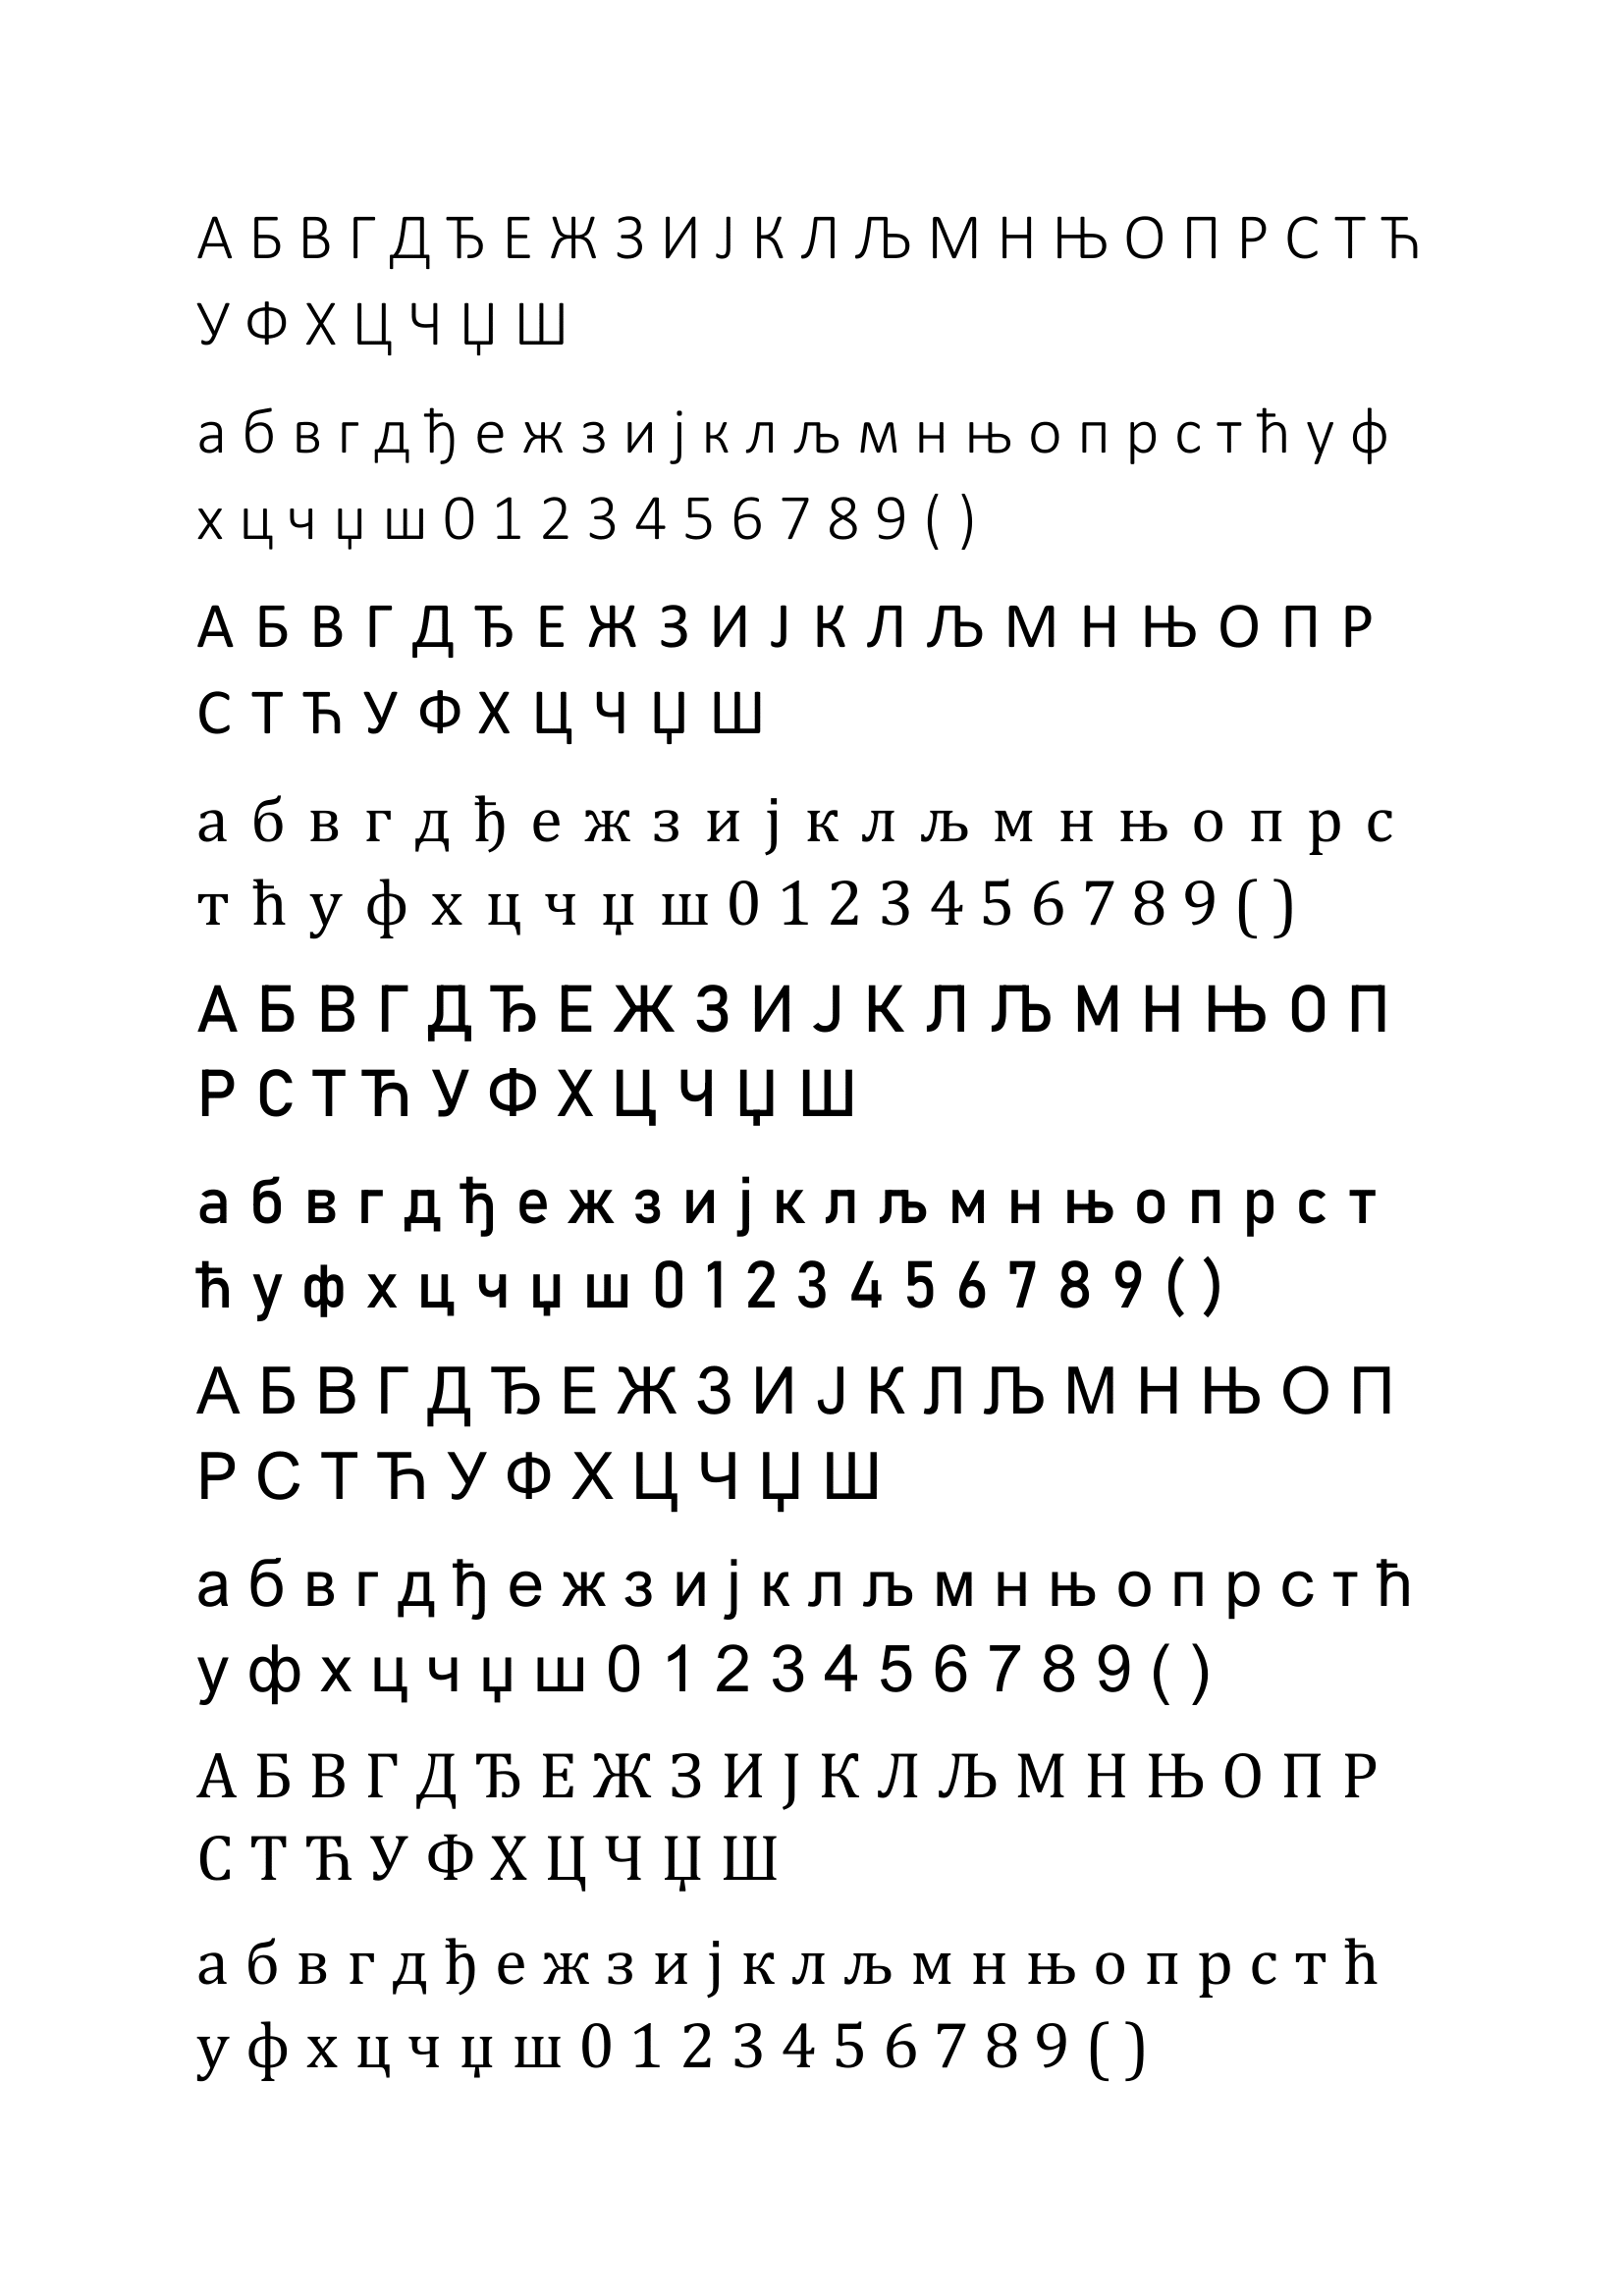 А Б В Г Д Ђ Е Ж З И Ј К Л Љ М Н Њ О П Р С Т Ћ
У Ф Х Ц Ч Џ Ш
а б в г д ђ е ж з и ј к л љ м н њ о п р с т ћ у ф
х ц ч џ ш 0 1 2 3 4 5 6 7 8 9 ( )
А Б В Г Д Ђ Е Ж З И Ј К Л Љ М Н Њ О П Р
С Т Ћ У Ф Х Ц Ч Џ Ш
а б в г д ђ е ж з и ј к л љ м н њ о п р с
т ћ у ф х ц ч џ ш 0 1 2 3 4 5 6 7 8 9 ( )
А Б В Г Д Ђ Е Ж З И Ј К Л Љ М Н Њ О П
Р С Т Ћ У Ф Х Ц Ч Џ Ш
а б в г д ђ е ж з и ј к л љ м н њ о п р с т
ћ у ф х ц ч џ ш 0 1 2 3 4 5 6 7 8 9 ( )
А Б В Г Д Ђ Е Ж З И Ј К Л Љ М Н Њ О П
Р С Т Ћ У Ф Х Ц Ч Џ Ш
а б в г д ђ е ж з и ј к л љ м н њ о п р с т ћ
у ф х ц ч џ ш 0 1 2 3 4 5 6 7 8 9 ( )
А Б В Г Д Ђ Е Ж З И Ј К Л Љ М Н Њ О П Р
С Т Ћ У Ф Х Ц Ч Џ Ш
а б в г д ђ е ж з и ј к л љ м н њ о п р с т ћ
у ф х ц ч џ ш 0 1 2 3 4 5 6 7 8 9 ( )